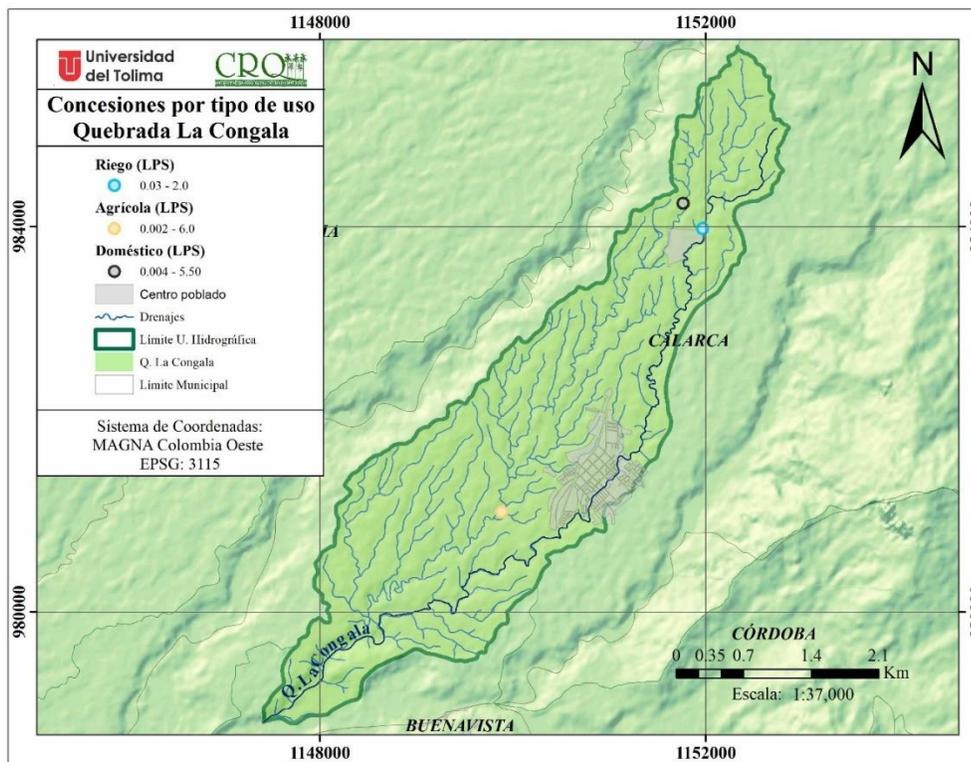 1148000
1152000
Universidad
del Tolima
CRQ
Concesiones por tipo de uso
Quebrada La Congala
Riego (LPS)
0.03 - 2.0
Agrícola (LPS)
0.002 - 6.0
Doméstico (LPS)
0.004 - 5.50
Centro poblado
Drenajes
Límite U. Hidrográfica
Q. La Congala
Límite Municipal
Sistema de Coordenadas:
MAGNA Colombia Oeste
EPSG: 3115
N
984000
CALARCA
980000
Q. La Congala
CÓRDOBA
0 0.35 0.7 1.4 2.1
Km
Escala: 1:37,000
BUENAVISTA
1148000
1152000